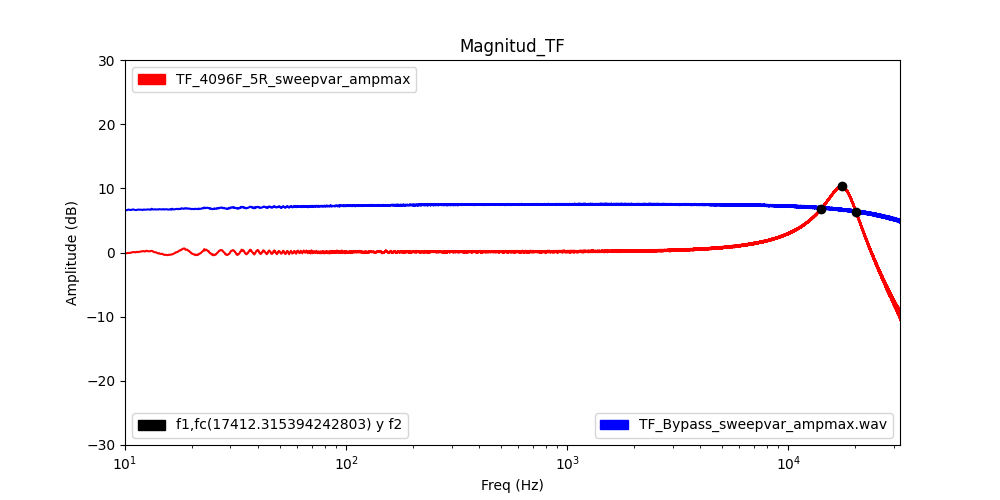 Magnitud_TF
30
20
10
0
−10
−20
−30
Amplitude (dB)
TF_4096F_5R_sweepvar_ampmax
f1,fc(17412.315394242803) y f2
TF_Bypass_sweepvar_ampmax.wav
10¹
10²
10³
10⁴
Freq (Hz)